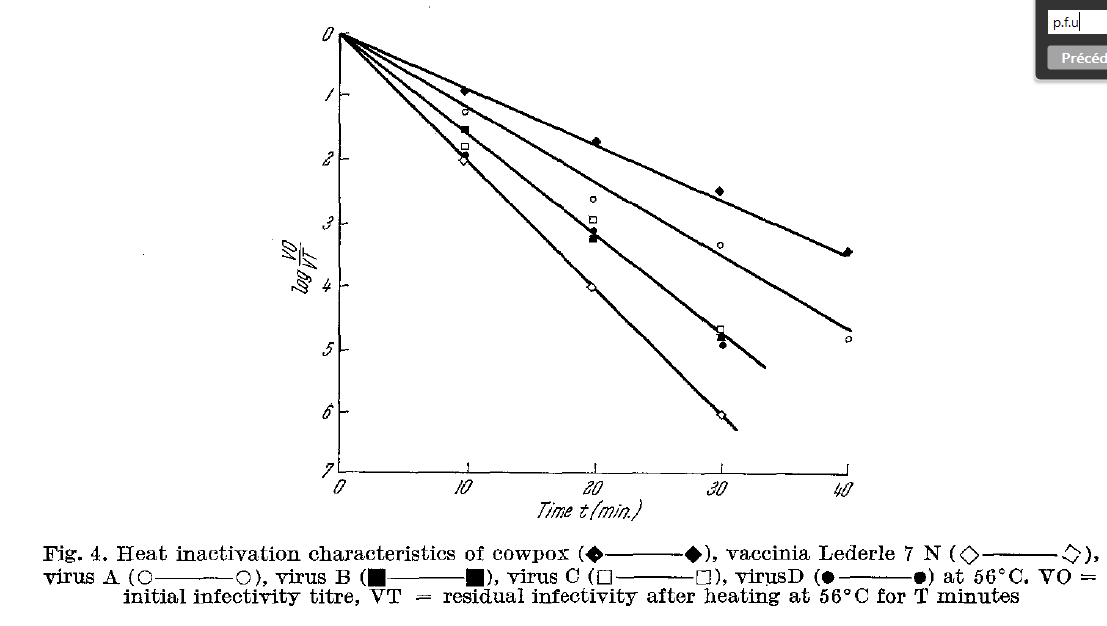 p.f.u
Précéd
0
1
2
3
4
5
6
7
log VO/VT
0 10 20 30 40
Time t (min.)
Fig. 4. Heat inactivation characteristics of cowpox (◆———◆), vaccinia Lederle 7 N (◇———◇),
virus A (○———○), virus B (■———■), virus C (□———□), virusD (●———●) at 56°C. VO =
initial infectivity titre, VT = residual infectivity after heating at 56°C for T minutes